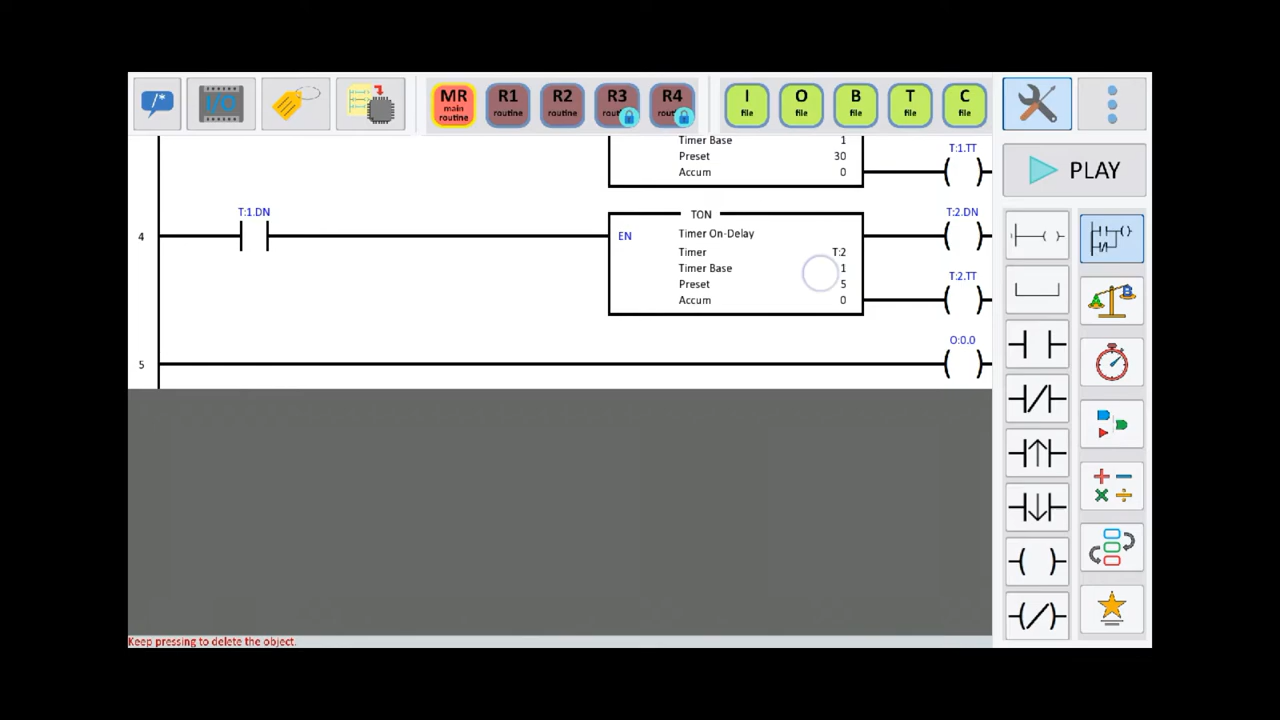 /*
I/O
MR
main
routine
R1
routine
R2
routine
R3
R4
I
file
O
file
B
file
T
file
C
file
PLAY
Timer Base 1
Preset 30
Accum 0
T:1.TT
4
T:1.DN
TON
EN
Timer On-Delay
Timer T:2
Timer Base 1
Preset 5
Accum 0
T:2.DN
T:2.TT
5
O:0.0
Keep pressing to delete the object.